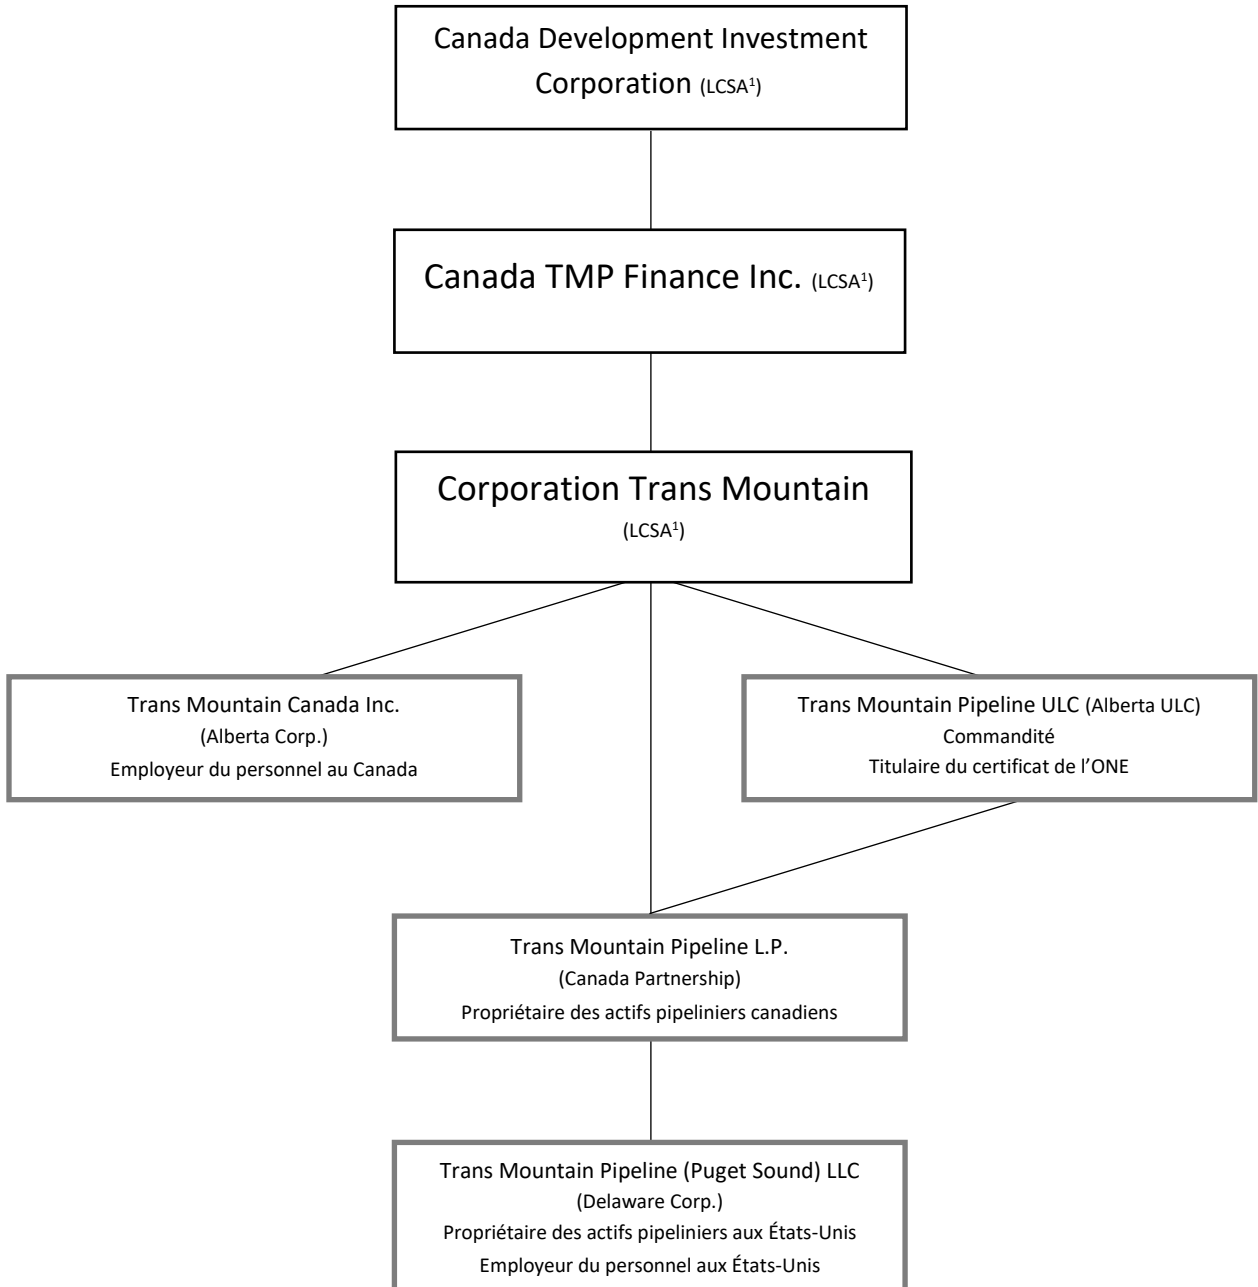 Canada Development Investment
Corporation (LCSA¹)
Canada TMP Finance Inc. (LCSA¹)
Corporation Trans Mountain
(LCSA¹)
Trans Mountain Canada Inc.
(Alberta Corp.)
Employeur du personnel au Canada
Trans Mountain Pipeline ULC (Alberta ULC)
Commandité
Titulaire du certificat de l’ONE
Trans Mountain Pipeline L.P.
(Canada Partnership)
Propriétaire des actifs pipeliniers canadiens
Trans Mountain Pipeline (Puget Sound) LLC
(Delaware Corp.)
Propriétaire des actifs pipeliniers aux États-Unis
Employeur du personnel aux États-Unis